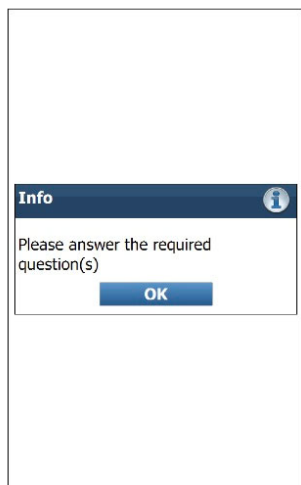 Info
Please answer the required
question(s)
OK